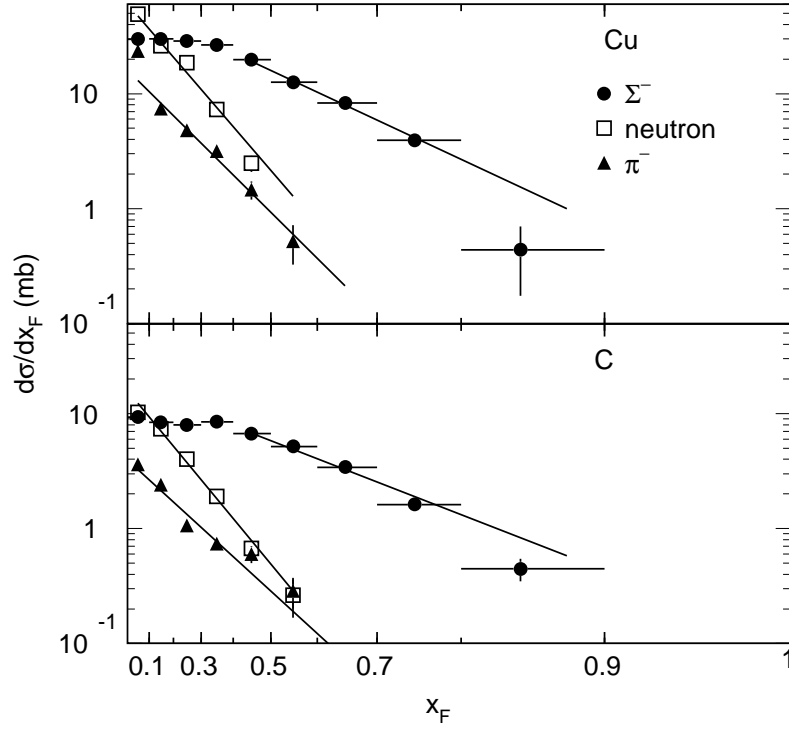 Cu
Σ⁻
neutron
π⁻
10
1
10⁻¹
dσ/dx_F (mb)
C
10
1
10⁻¹
0.1 0.3 0.5 0.7 0.9 1
x_F